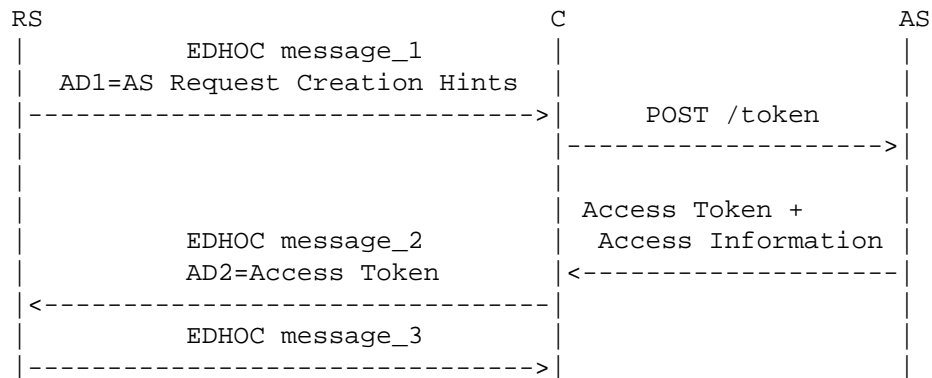 RS C AS
EDHOC message_1
AD1=AS Request Creation Hints
POST /token
Access Token +
EDHOC message_2 Access Information
AD2=Access Token
EDHOC message_3